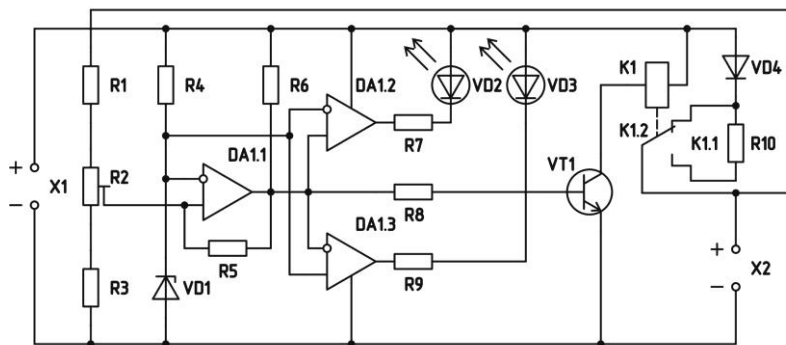 R1
R4
R6
DA1.2
VD2
VD3
K1
VD4
R7
K1.2
K1.1
R10
+
X1
−
R2
DA1.1
VT1
R8
DA1.3
R5
R9
+
X2
−
R3
VD1